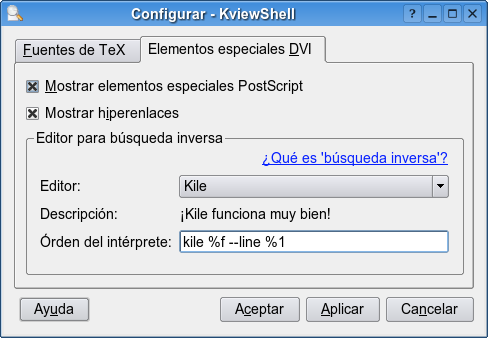 Configurar - KviewShell
Fuentes de TeX
Elementos especiales DVI
Mostrar elementos especiales PostScript
Mostrar hiperenlaces
Editor para búsqueda inversa
¿Qué es 'búsqueda inversa'?
Editor: Kile
Descripción: ¡Kile funciona muy bien!
Órden del intérprete: kile %f --line %1
Ayuda Aceptar Aplicar Cancelar